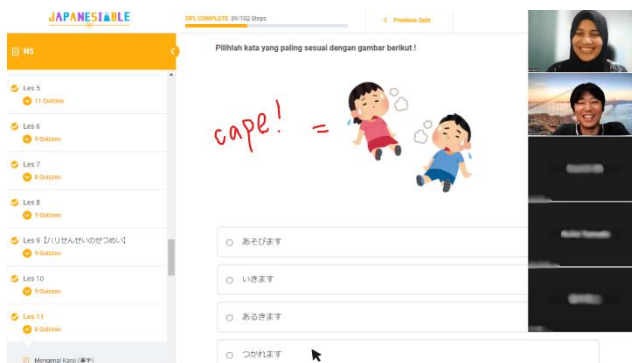 JAPANESIABLE
38% COMPLETE 39/102 Steps
Previous Quiz
N5
Les 5
11 Quizzes
Les 6
9 Quizzes
Les 7
8 Quizzes
Les 8
9 Quizzes
Les 9【ハリせんせいのせつめい】
9 Quizzes
Les 10
9 Quizzes
Les 11
8 Quizzes
Mengenal Kanji (漢字)
Pilihlah kata yang paling sesuai dengan gambar berikut !
cape! =
あそびます
いきます
あるきます
つかれます